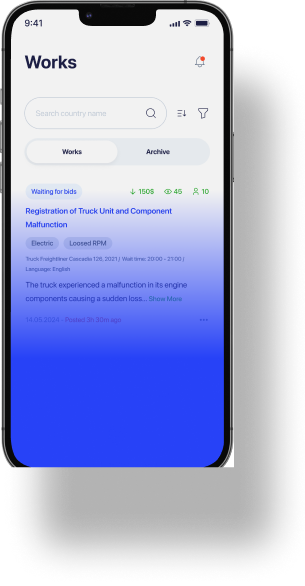 9:41
Works
Search country name
Works Archive
Waiting for bids 150$ 45 10
Registration of Truck Unit and Component
Malfunction
Electric Loosed RPM
Truck Freightliner Cascadia 126, 2021 | Wait time: 20:00 - 21:00 |
Language: English
The truck experienced a malfunction in its engine
components causing a sudden loss... Show More
14.05.2024 - Posted 3h 30m ago